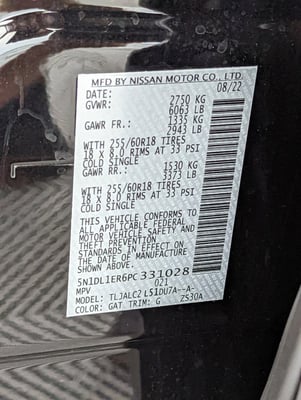 MFD BY NISSAN MOTOR CO., LTD.
DATE: 08/22
GVWR: 2750 KG
6063 LB
GAWR FR.: 1335 KG
2943 LB
WITH 255/60R18 TIRES
18 X 8.0 RIMS AT 33 PSI
COLD SINGLE
GAWR RR.: 1530 KG
3373 LB
WITH 255/60R18 TIRES
18 X 8.0 RIMS AT 33 PSI
COLD SINGLE
THIS VEHICLE CONFORMS TO
ALL APPLICABLE FEDERAL
SAFETY AND
THEFT PREVENTION
STANDARDS IN EFFECT ON
THE DATE OF MANUFACTURE
SHOWN ABOVE.
5N1DL1ER6PC331028
MPV 021
MODEL: TLJALC2 L51DU7A--A-
COLOR: GAT TRIM: G ZS30A